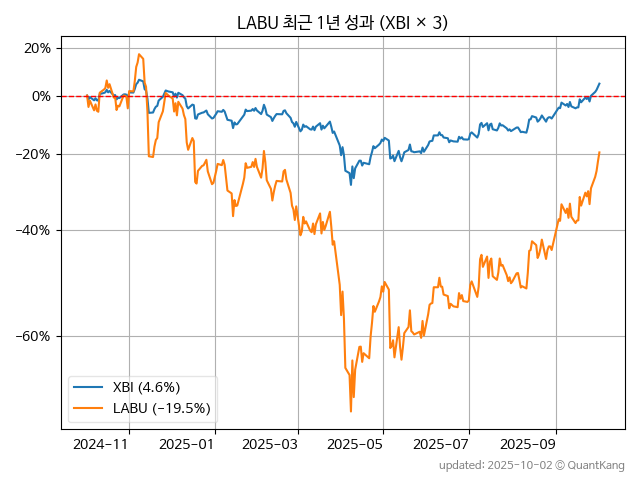 LABU 최근 1년 성과 (XBI × 3)
20%
0%
−20%
−40%
−60%
XBI (4.6%)
LABU (−19.5%)
2024−11 2025−01 2025−03 2025−05 2025−07 2025−09
updated: 2025-10-02 ⓒ QuantKang